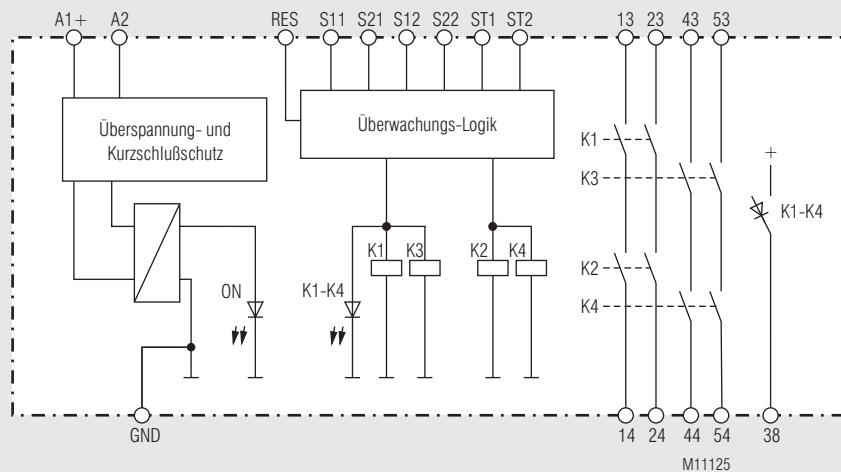 A1+ A2 RES S11 S21 S12 S22 ST1 ST2 13 23 43 53
Überspannung- und
Kurzschlußschutz
Überwachungs-Logik
K1
K3
+
K1-K4
K1 K3 K2 K4
K2
ON K1-K4
K4
GND 14 24 44 54 38
M11125